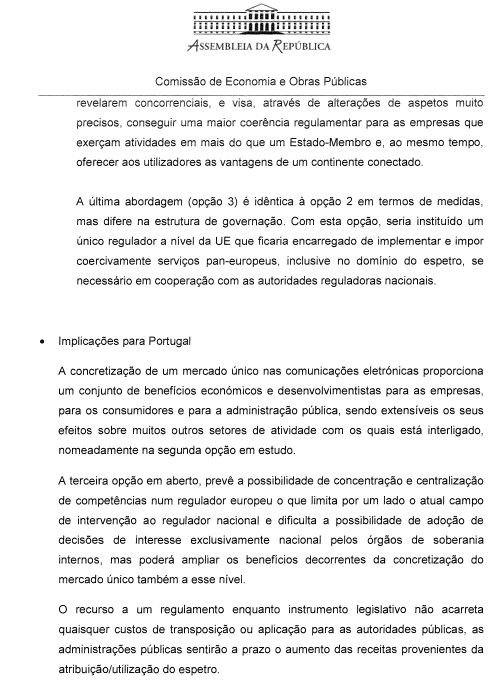 ASSEMBLEIA DA REPÚBLICA
Comissão de Economia e Obras Públicas
revelarem concorrenciais, e visa, através de alterações de aspetos muito
precisos, conseguir uma maior coerência regulamentar para as empresas que
exerçam atividades em mais do que um Estado-Membro e, ao mesmo tempo,
oferecer aos utilizadores as vantagens de um continente conectado.
A última abordagem (opção 3) é idêntica à opção 2 em termos de medidas,
mas difere na estrutura de governação. Com esta opção, seria instituído um
único regulador a nível da UE que ficaria encarregado de implementar e impor
coercivamente serviços pan-europeus, inclusive no domínio do espetro, se
necessário em cooperação com as autoridades reguladoras nacionais.
• Implicações para Portugal
A concretização de um mercado único nas comunicações eletrónicas proporciona
um conjunto de benefícios económicos e desenvolvimentistas para as empresas,
para os consumidores e para a administração pública, sendo extensíveis os seus
efeitos sobre muitos outros setores de atividade com os quais está interligado,
nomeadamente na segunda opção em estudo.
A terceira opção em aberto, prevê a possibilidade de concentração e centralização
de competências num regulador europeu o que limita por um lado o atual campo
de intervenção ao regulador nacional e dificulta a possibilidade de adoção de
decisões de interesse exclusivamente nacional pelos órgãos de soberania
internos, mas poderá ampliar os benefícios decorrentes da concretização do
mercado único também a esse nível.
O recurso a um regulamento enquanto instrumento legislativo não acarreta
quaisquer custos de transposição ou aplicação para as autoridades públicas, as
administrações públicas sentirão a prazo o aumento das receitas provenientes da
atribuição/utilização do espetro.